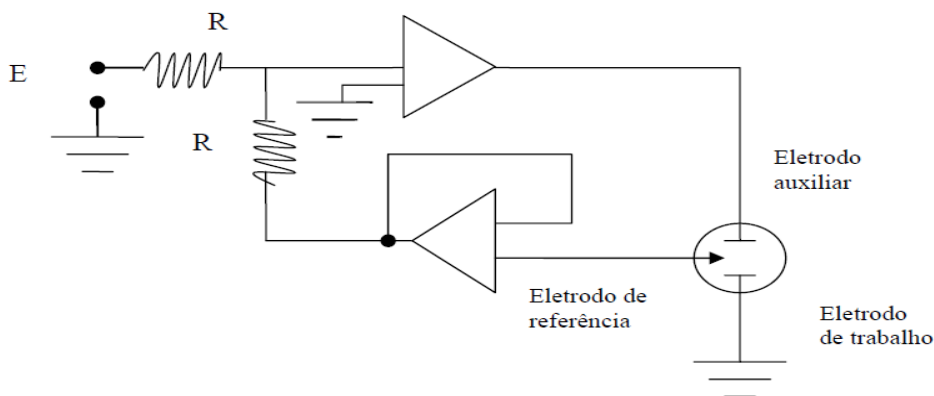 R
E
R
Eletrodo
auxiliar
Eletrodo de
referência
Eletrodo
de trabalho